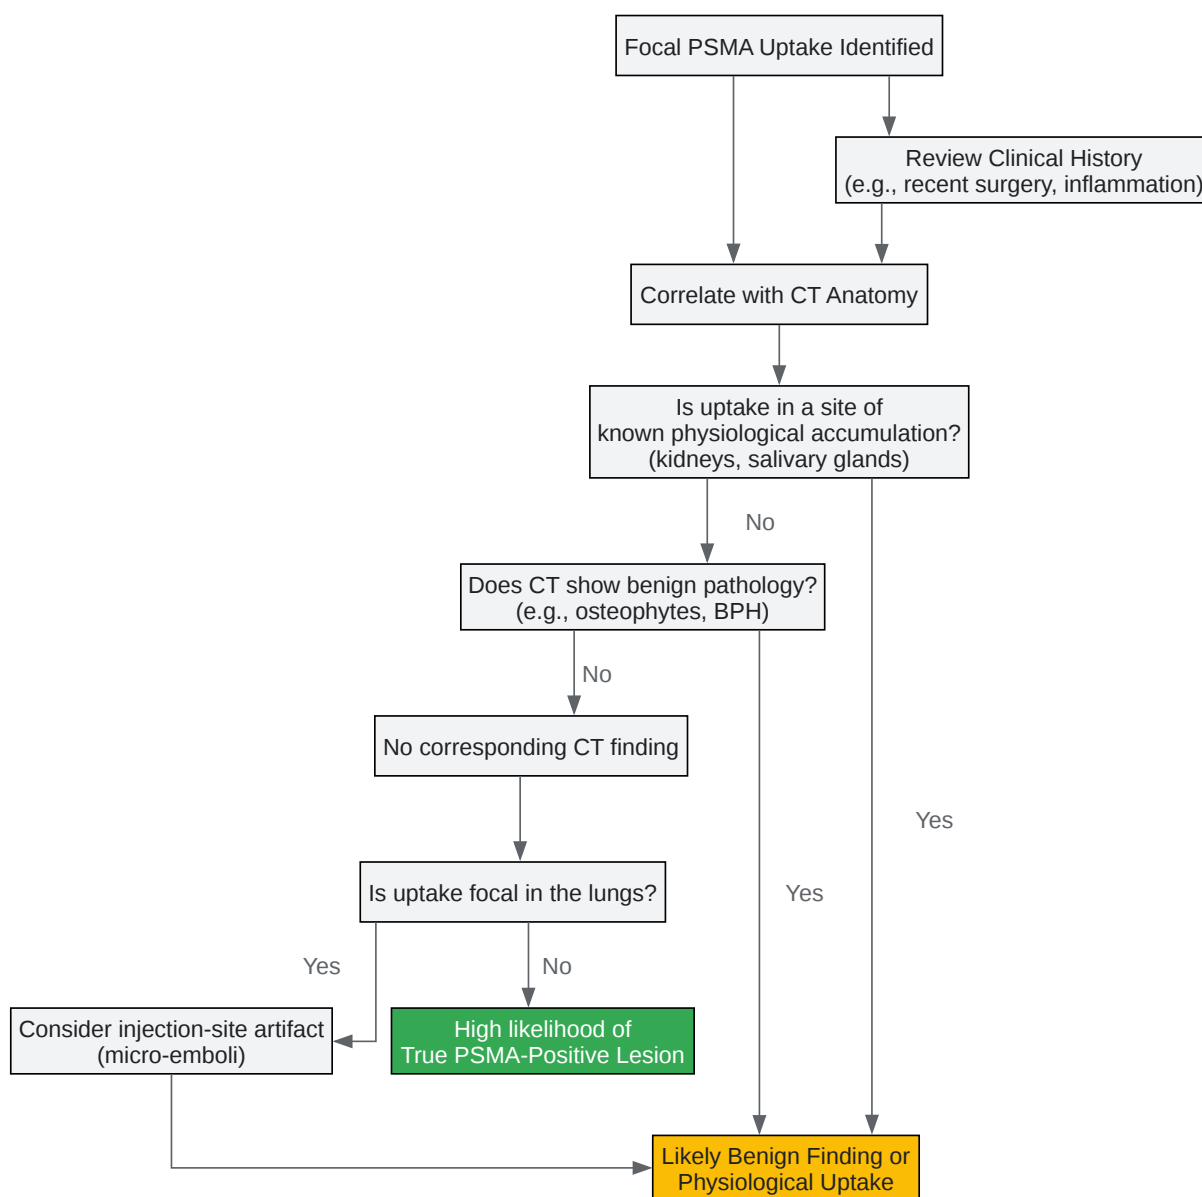 Focal PSMA Uptake Identified
Review Clinical History
(e.g., recent surgery, inflammation)
Correlate with CT Anatomy
Is uptake in a site of
known physiological accumulation?
(kidneys, salivary glands)
No
Does CT show benign pathology?
(e.g., osteophytes, BPH)
No
No corresponding CT finding
Yes
Is uptake focal in the lungs?
Yes
Yes
No
Consider injection-site artifact
(micro-emboli)
High likelihood of
True PSMA-Positive Lesion
Likely Benign Finding or
Physiological Uptake